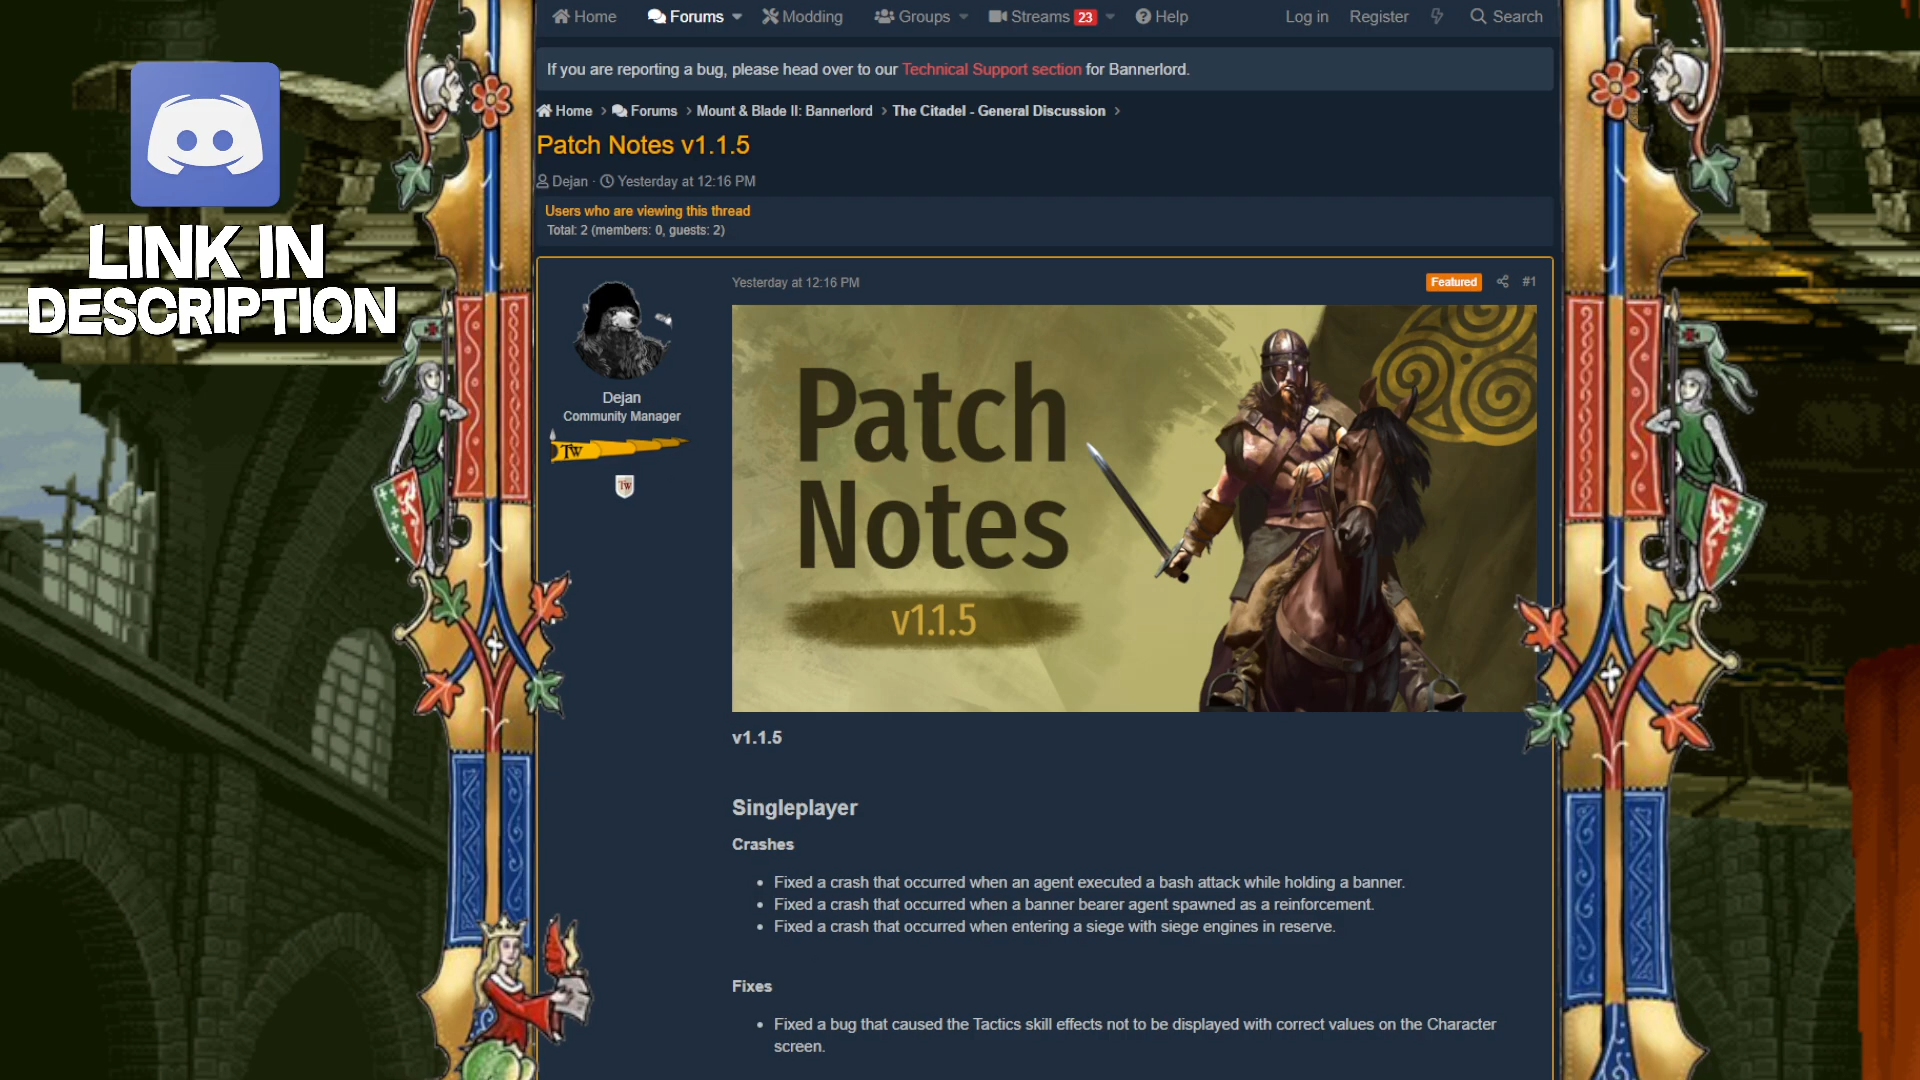 Home
Forums
Modding
Groups
Streams 23
Help
Log in
Register
Search
If you are reporting a bug, please head over to our Technical Support section for Bannerlord.
Home > Forums > Mount & Blade II: Bannerlord > The Citadel - General Discussion >
Patch Notes v1.1.5
Dejan · Yesterday at 12:16 PM
Users who are viewing this thread
Total: 2 (members: 0, guests: 2)
LINK IN
DESCRIPTION
Yesterday at 12:16 PM
Featured
#1
Dejan
Community Manager
TW
TW
Patch
Notes
v1.1.5
v1.1.5
Singleplayer
Crashes
• Fixed a crash that occurred when an agent executed a bash attack while holding a banner.
• Fixed a crash that occurred when a banner bearer agent spawned as a reinforcement.
• Fixed a crash that occurred when entering a siege with siege engines in reserve.
Fixes
• Fixed a bug that caused the Tactics skill effects not to be displayed with correct values on the Character
screen.